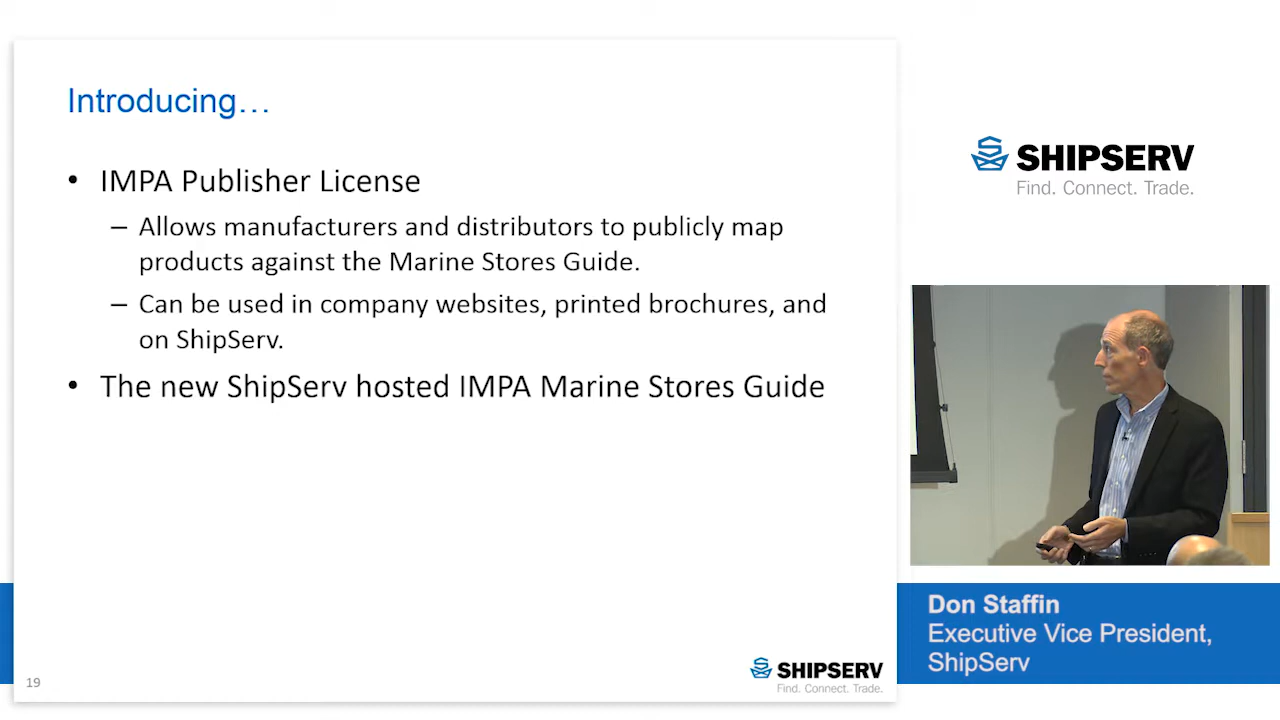 Introducing…
• IMPA Publisher License
– Allows manufacturers and distributors to publicly map
products against the Marine Stores Guide.
– Can be used in company websites, printed brochures, and
on ShipServ.
• The new ShipServ hosted IMPA Marine Stores Guide
19
SHIPSERV
Find. Connect. Trade.
SHIPSERV
Find. Connect. Trade.
Don Staffin
Executive Vice President,
ShipServ